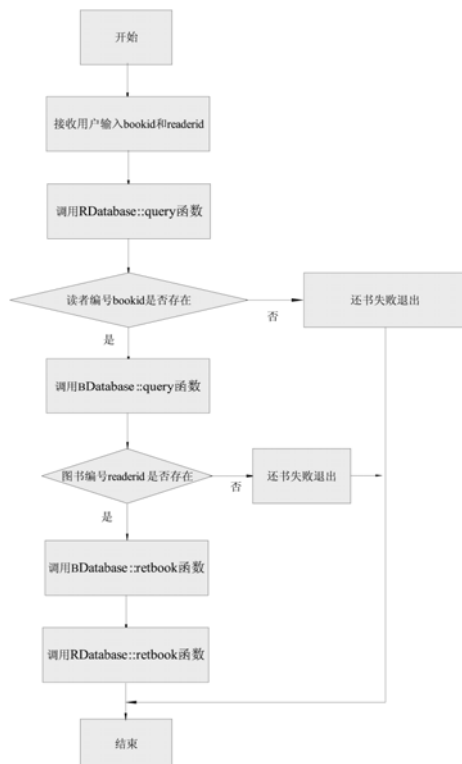 开始
接收用户输入bookid和readerid
调用RDatabase::query函数
读者编号bookid是否存在
否
还书失败退出
是
调用BDatabase::query函数
图书编号readerid 是否存在
否
还书失败退出
是
调用BDatabase::retbook函数
调用RDatabase::retbook函数
结束